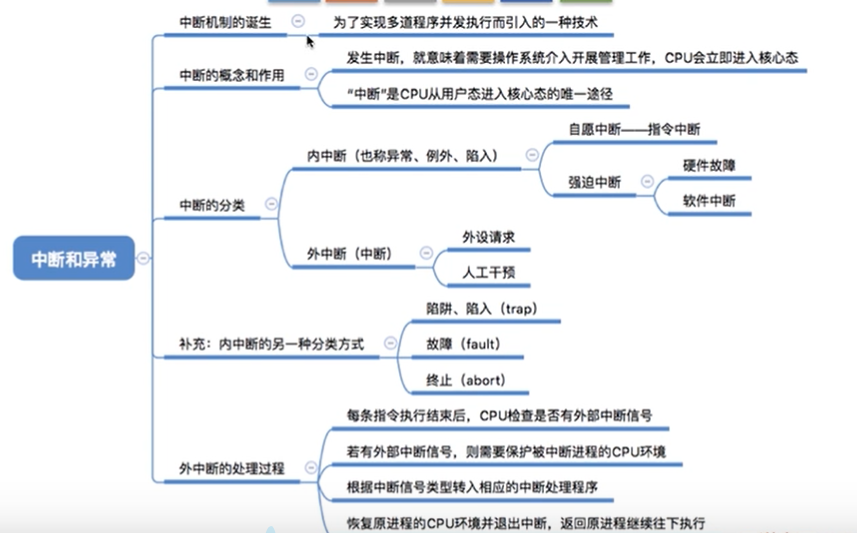 中断机制的诞生
为了实现多道程序并发执行而引入的一种技术
中断的概念和作用
发生中断，就意味着需要操作系统介入开展管理工作，CPU会立即进入核心态
“中断”是CPU从用户态进入核心态的唯一途径
中断的分类
内中断（也称异常、例外、陷入）
自愿中断——指令中断
强迫中断
硬件故障
软件中断
外中断（中断）
外设请求
人工干预
中断和异常
补充：内中断的另一种分类方式
陷阱、陷入（trap）
故障（fault）
终止（abort）
外中断的处理过程
每条指令执行结束后，CPU检查是否有外部中断信号
若有外部中断信号，则需要保护被中断进程的CPU环境
根据中断信号类型转入相应的中断处理程序
恢复原进程的CPU环境并退出中断，返回原进程继续往下执行